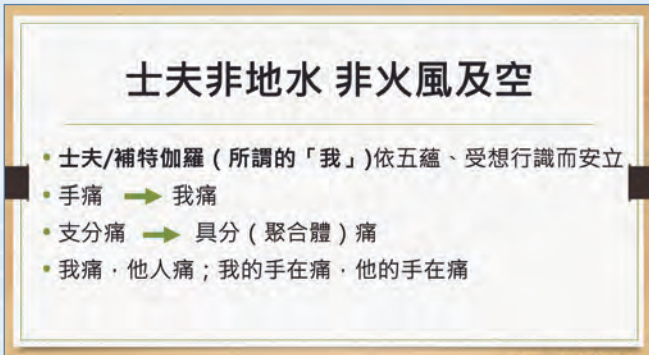 士夫非地水 非火風及空
• 士夫/補特伽羅（所謂的「我」)依五蘊、受想行識而安立
• 手痛 → 我痛
• 支分痛 → 具分（聚合體）痛
• 我痛，他人痛；我的手在痛，他的手在痛